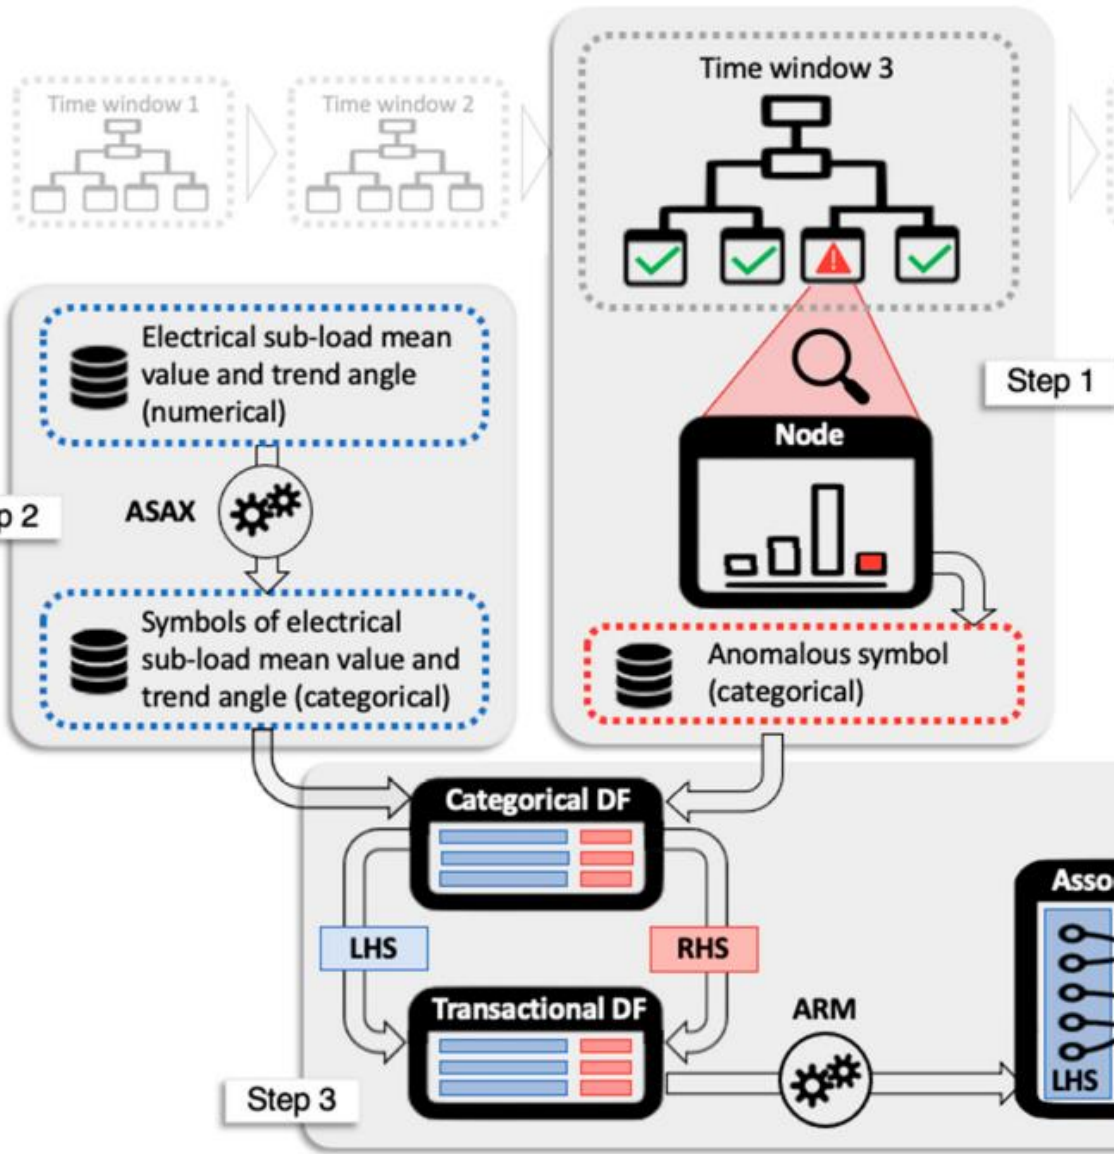 Time window 1
Time window 2
Time window 3
Electrical sub-load mean
value and trend angle
(numerical)
Step 1
Node
p 2
ASAX
Symbols of electrical
sub-load mean value and
trend angle (categorical)
Anomalous symbol
(categorical)
Categorical DF
Asso
LHS
RHS
Transactional DF
ARM
LHS
Step 3